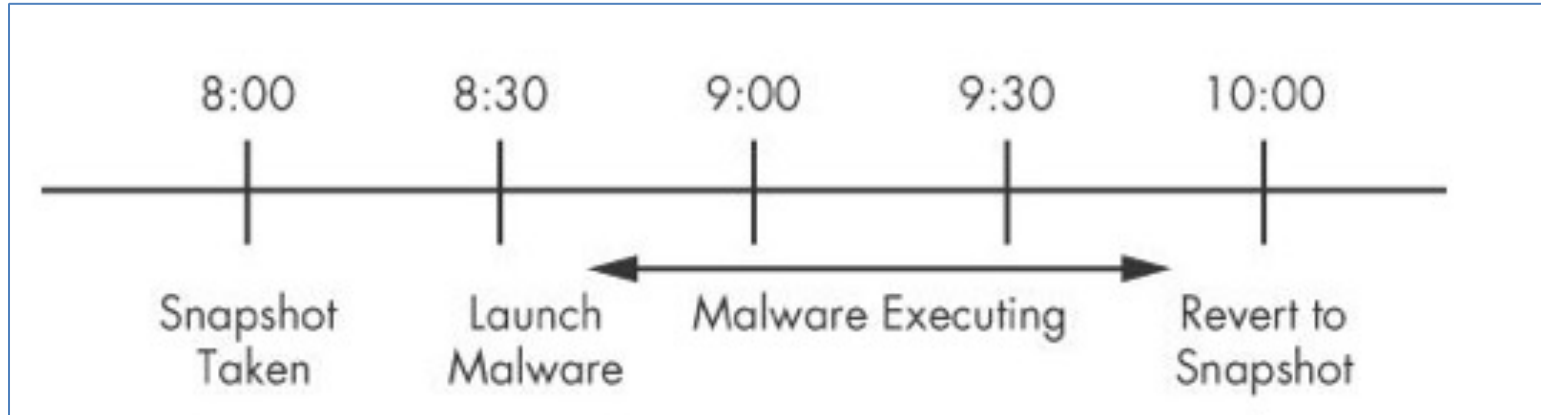 8:00 8:30 9:00 9:30 10:00
Snapshot Launch Malware Executing Revert to
Taken Malware Snapshot